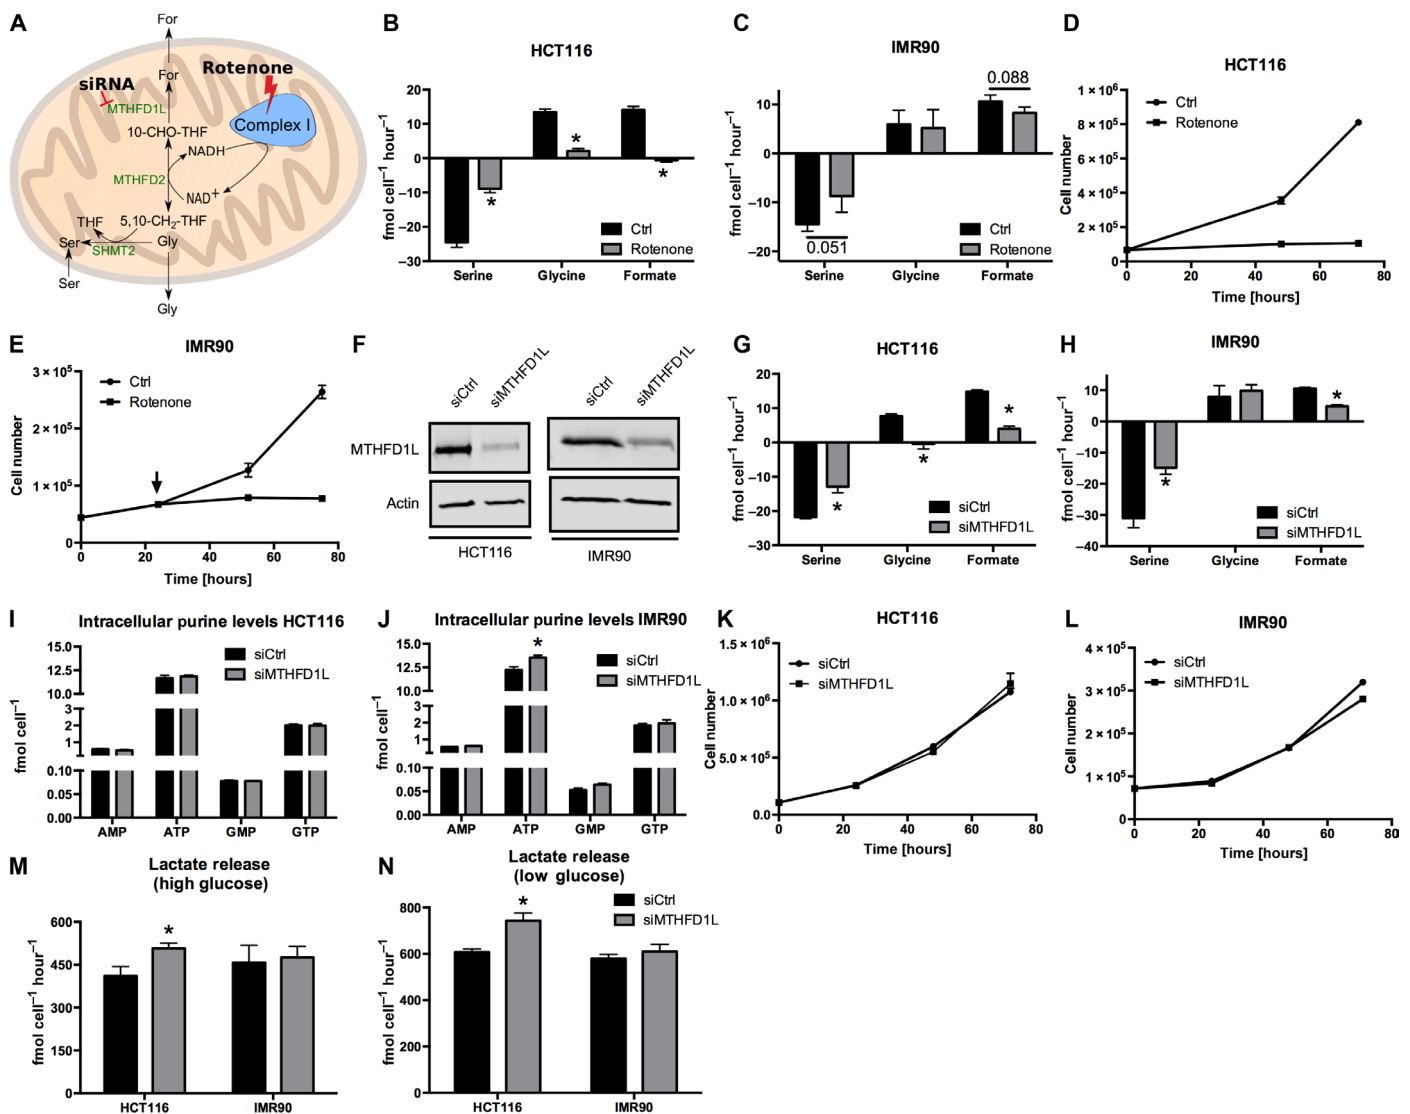 A
For
For
siRNA
Rotenone
MTHFD1L
10-CHO-THF
Complex I
NADH
MTHFD2
NAD+
THF
5,10-CH2-THF
Ser
SHMT2
Gly
Ser
Gly
B
HCT116
fmol cell−1 hour−1
20
10
0
−10
−20
−30
*
*
*
Ctrl
Rotenone
Serine
Glycine
Formate
C
IMR90
fmol cell−1 hour−1
10
0
−10
−20
0.088
0.051
Ctrl
Rotenone
Serine
Glycine
Formate
D
HCT116
Cell number
1 × 10^6
8 × 10^5
6 × 10^5
4 × 10^5
2 × 10^5
0
Ctrl
Rotenone
0 20 40 60 80
Time [hours]
E
IMR90
Cell number
3 × 10^5
2 × 10^5
1 × 10^5
0
Ctrl
Rotenone
0 20 40 60 80
Time [hours]
F
siCtrl
siMTHFD1L
siCtrl
siMTHFD1L
MTHFD1L
Actin
HCT116
IMR90
G
HCT116
fmol cell−1 hour−1
20
10
0
−10
−20
−30
*
*
*
siCtrl
siMTHFD1L
Serine
Glycine
Formate
H
IMR90
fmol cell−1 hour−1
10
0
−10
−20
−30
−40
*
*
siCtrl
siMTHFD1L
Serine
Glycine
Formate
I
Intracellular purine levels HCT116
fmol cell−1
15.0
12.5
10.0
3
2
1
0.10
0.05
0.00
siCtrl
siMTHFD1L
AMP
ATP
GMP
GTP
J
Intracellular purine levels IMR90
fmol cell−1
15.0
12.5
10.0
3
2
1
0.10
0.05
0.00
*
siCtrl
siMTHFD1L
AMP
ATP
GMP
GTP
K
HCT116
Cell number
1.5 × 10^6
1.0 × 10^6
5.0 × 10^5
0.0
siCtrl
siMTHFD1L
0 20 40 60 80
Time [hours]
L
IMR90
Cell number
4 × 10^5
3 × 10^5
2 × 10^5
1 × 10^5
0
siCtrl
siMTHFD1L
0 20 40 60 80
Time [hours]
M
Lactate release
(high glucose)
fmol cell−1 hour−1
600
450
300
150
0
*
HCT116
IMR90
N
Lactate release
(low glucose)
fmol cell−1 hour−1
800
600
400
200
0
*
siCtrl
siMTHFD1L
HCT116
IMR90